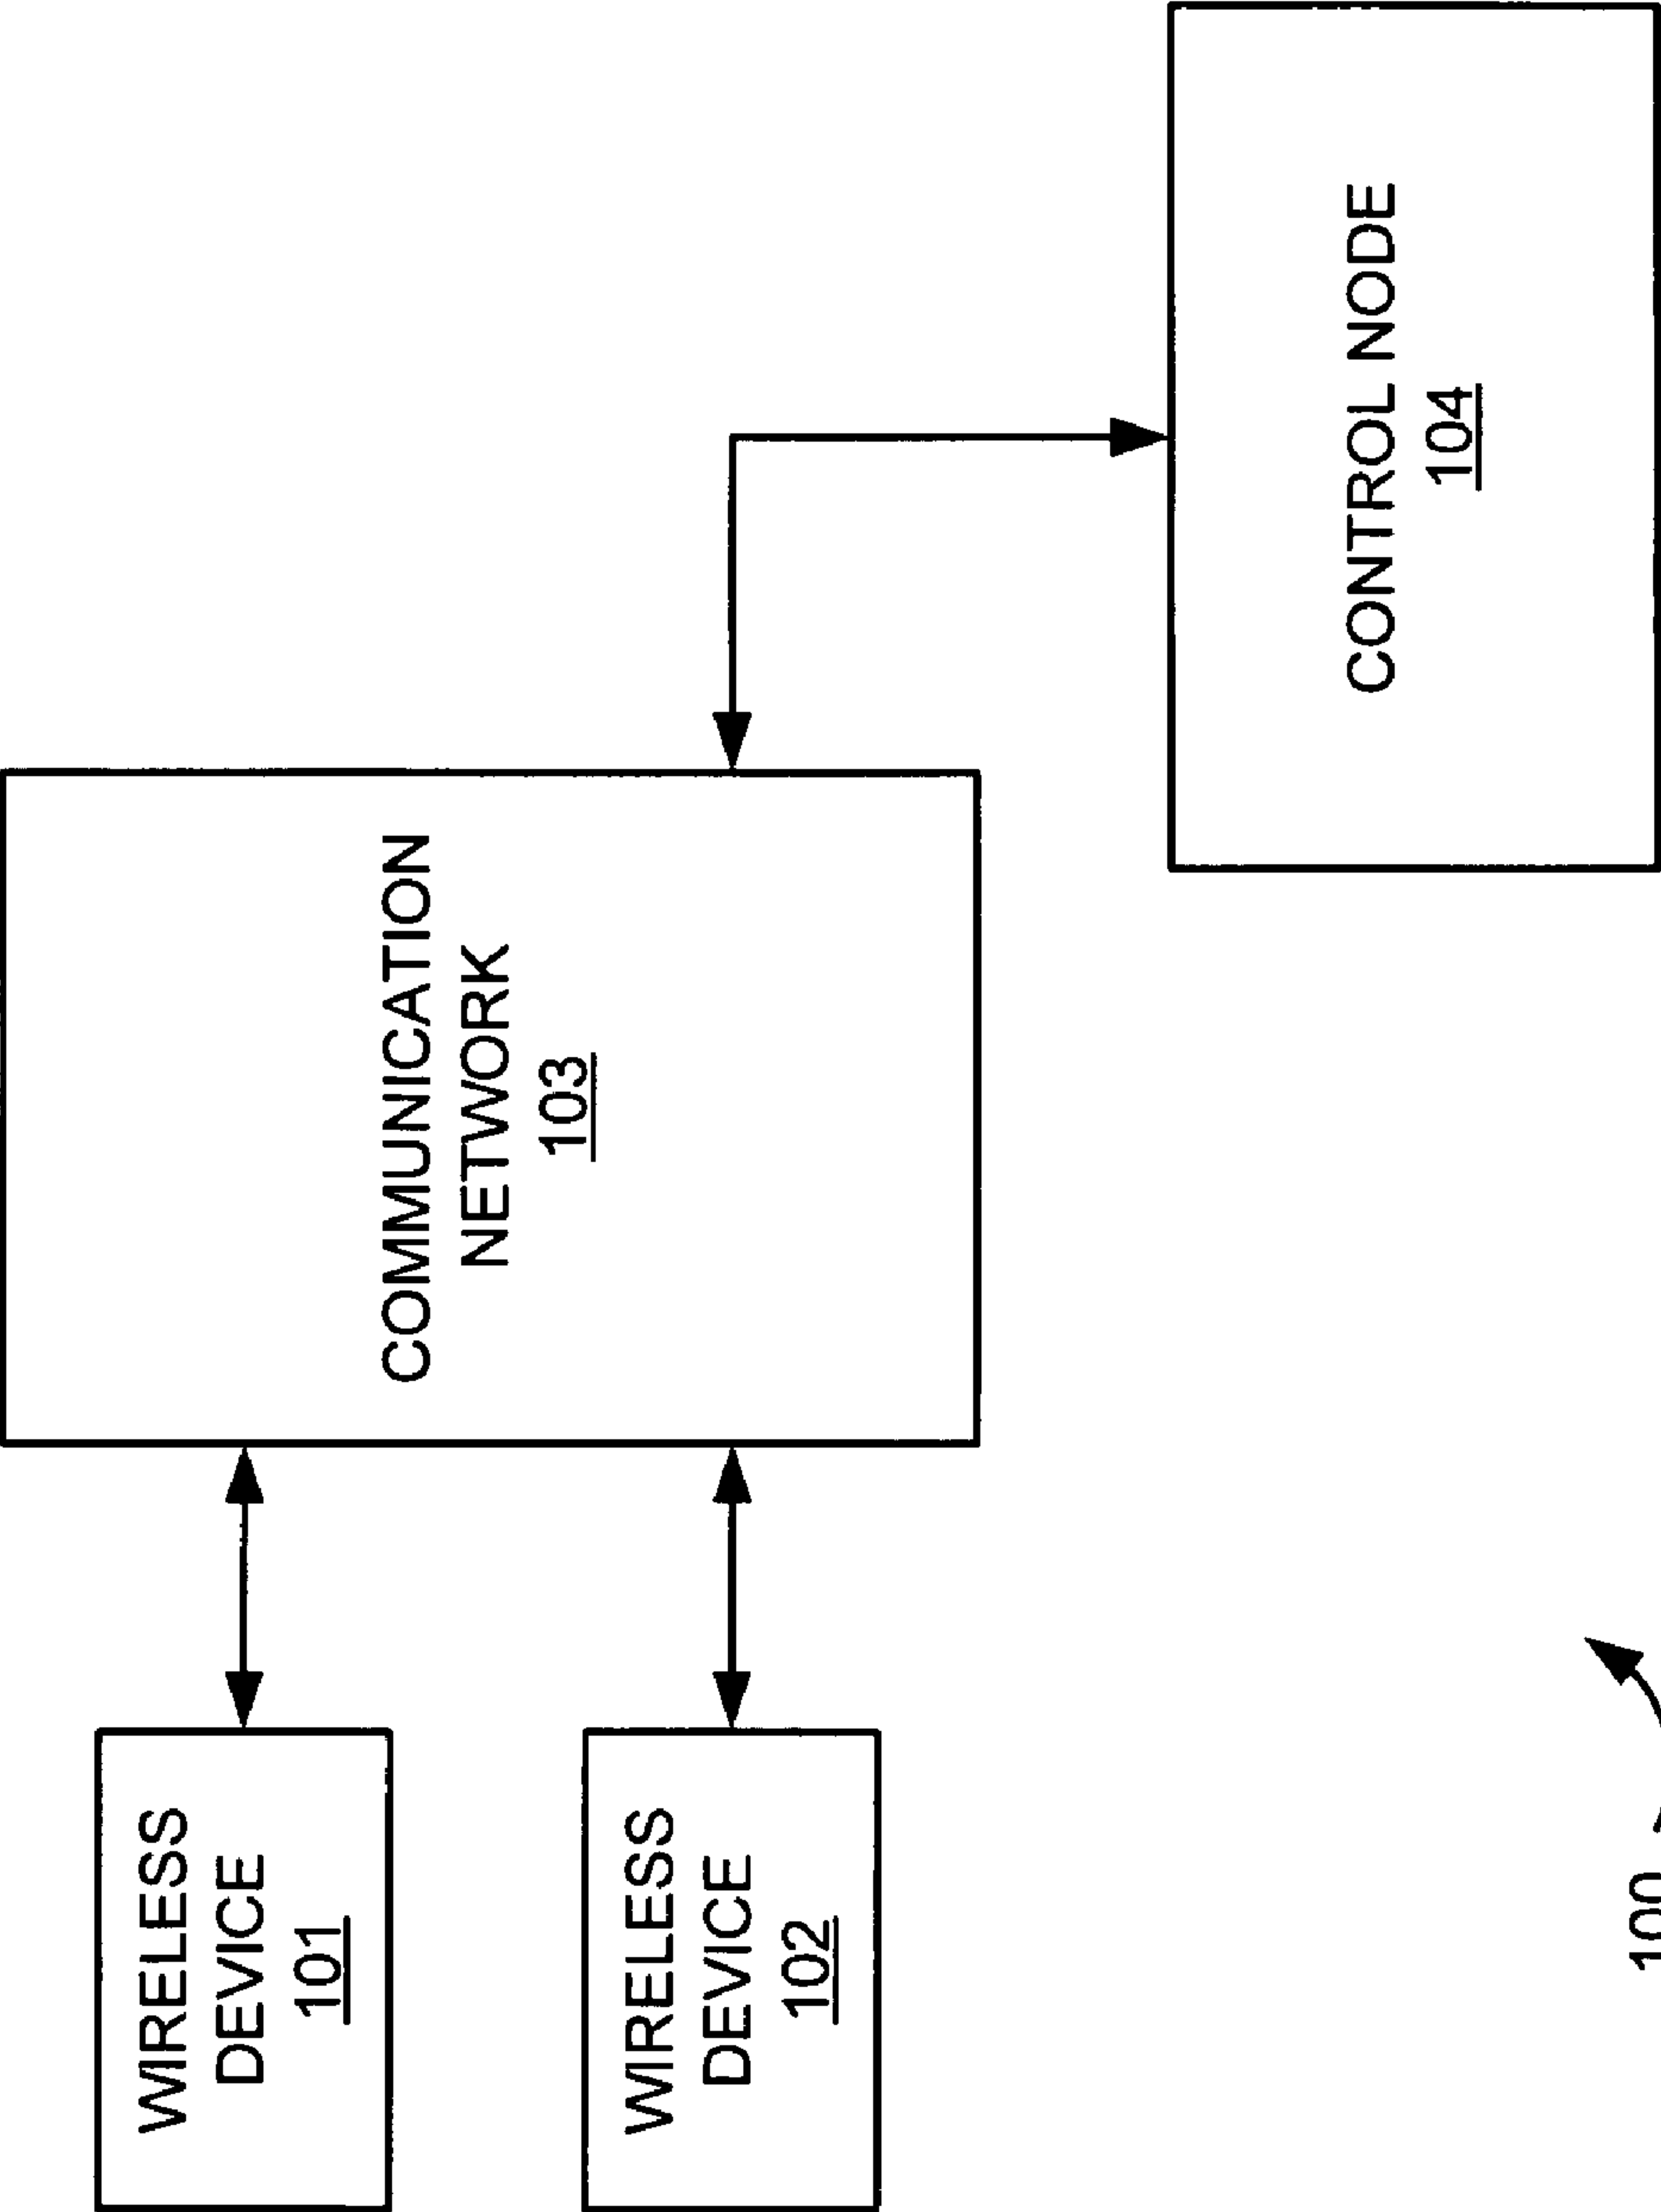 WIRELESS
DEVICE
101
WIRELESS
DEVICE
102
COMMUNICATION
NETWORK
103
CONTROL NODE
104
100